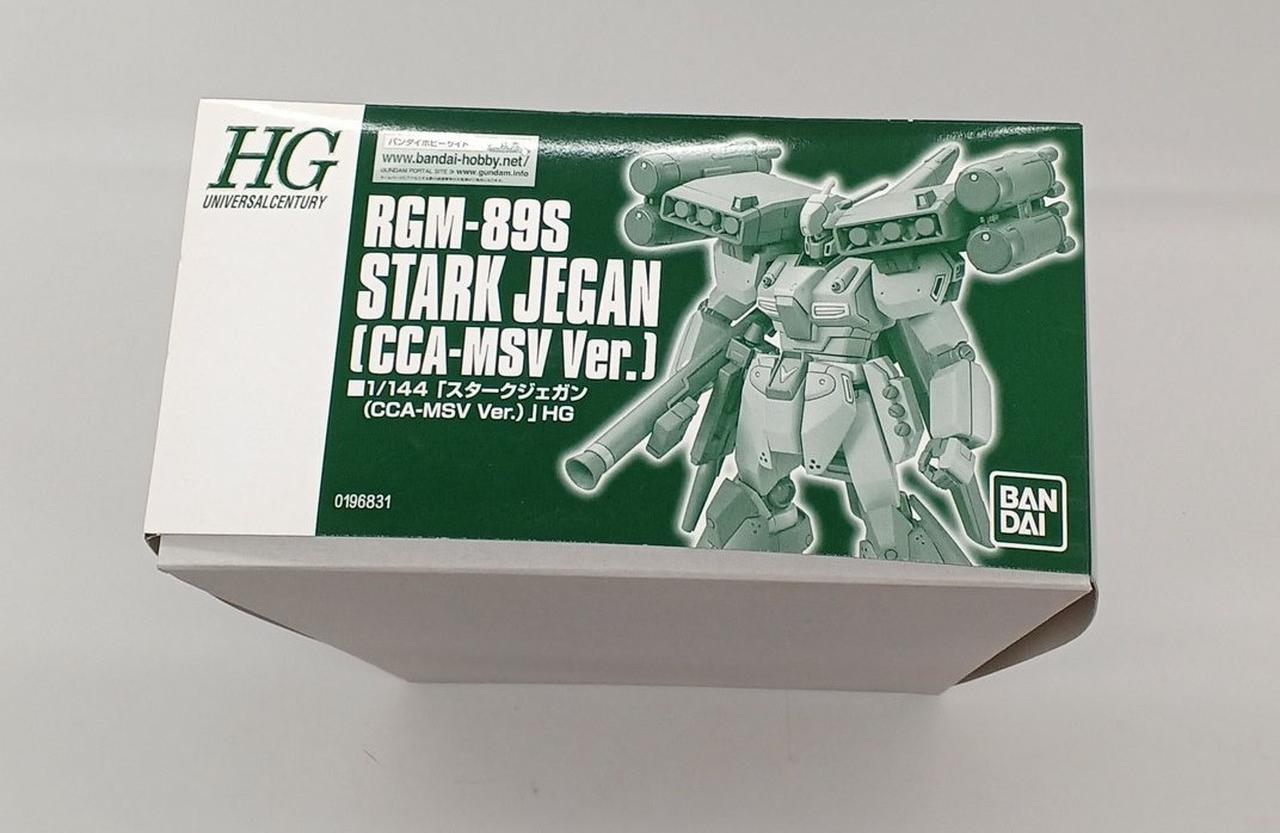 HG
UNIVERSAL CENTURY
バンダイホビーサイト
www.bandai-hobby.net/
GUNDAM PORTAL SITE www.gundam.info
RGM-89S
STARK JEGAN
(CCA-MSV Ver.)
■1/144「スタークジェガン
(CCA-MSV Ver.)」HG
0196831
BAN
DAI